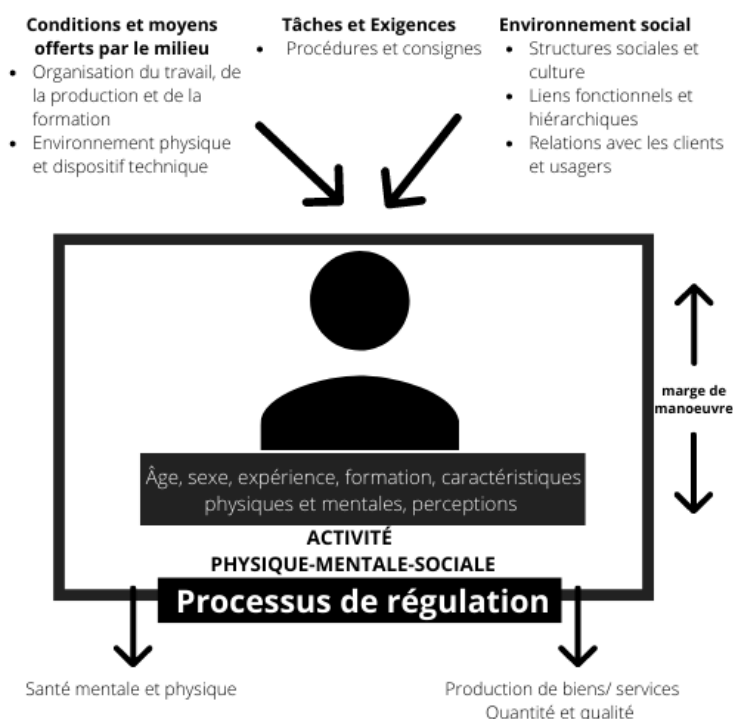 Conditions et moyens
offerts par le milieu
• Organisation du travail, de
la production et de la
formation
• Environnement physique
et dispositif technique
Tâches et Exigences
• Procédures et consignes
Environnement social
• Structures sociales et
culture
• Liens fonctionnels et
hiérarchiques
• Relations avec les clients
et usagers
marge de
manoeuvre
Âge, sexe, expérience, formation, caractéristiques
physiques et mentales, perceptions
ACTIVITÉ
PHYSIQUE-MENTALE-SOCIALE
Processus de régulation
Santé mentale et physique
Production de biens/ services
Quantité et qualité